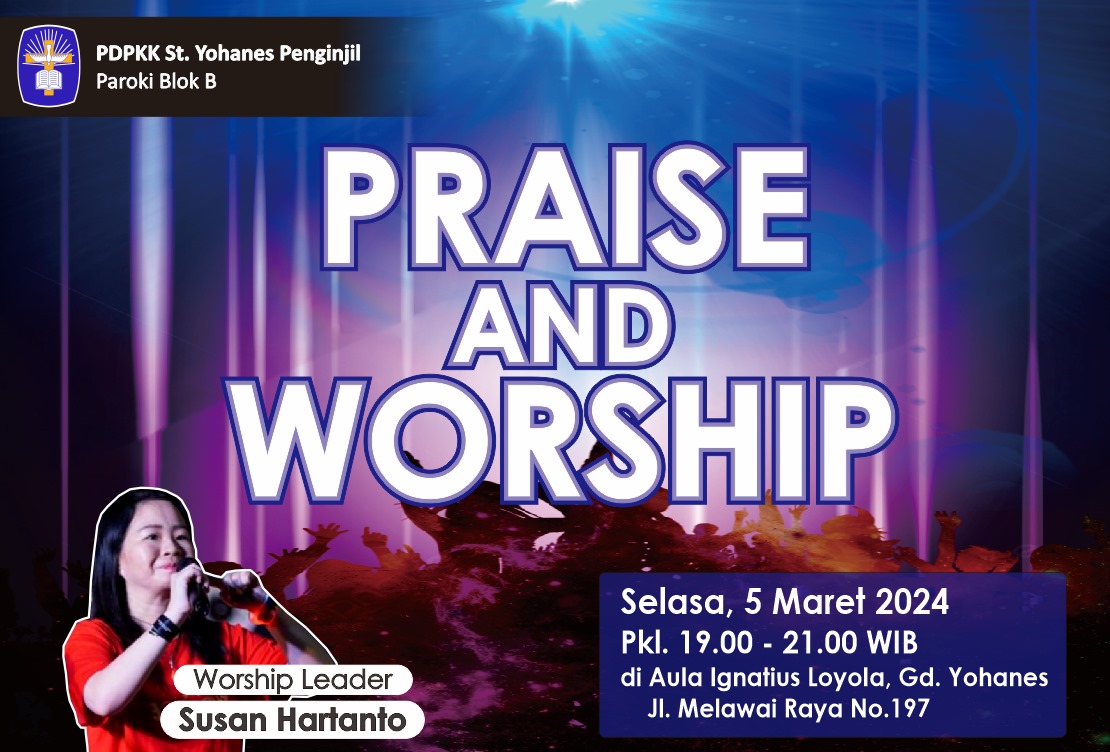 PDPKK St. Yohanes Penginjil
Paroki Blok B
PRAISE
AND
WORSHIP
Worship Leader
Susan Hartanto
Selasa, 5 Maret 2024
Pkl. 19.00 - 21.00 WIB
di Aula Ignatius Loyola, Gd. Yohanes
Jl. Melawai Raya No.197